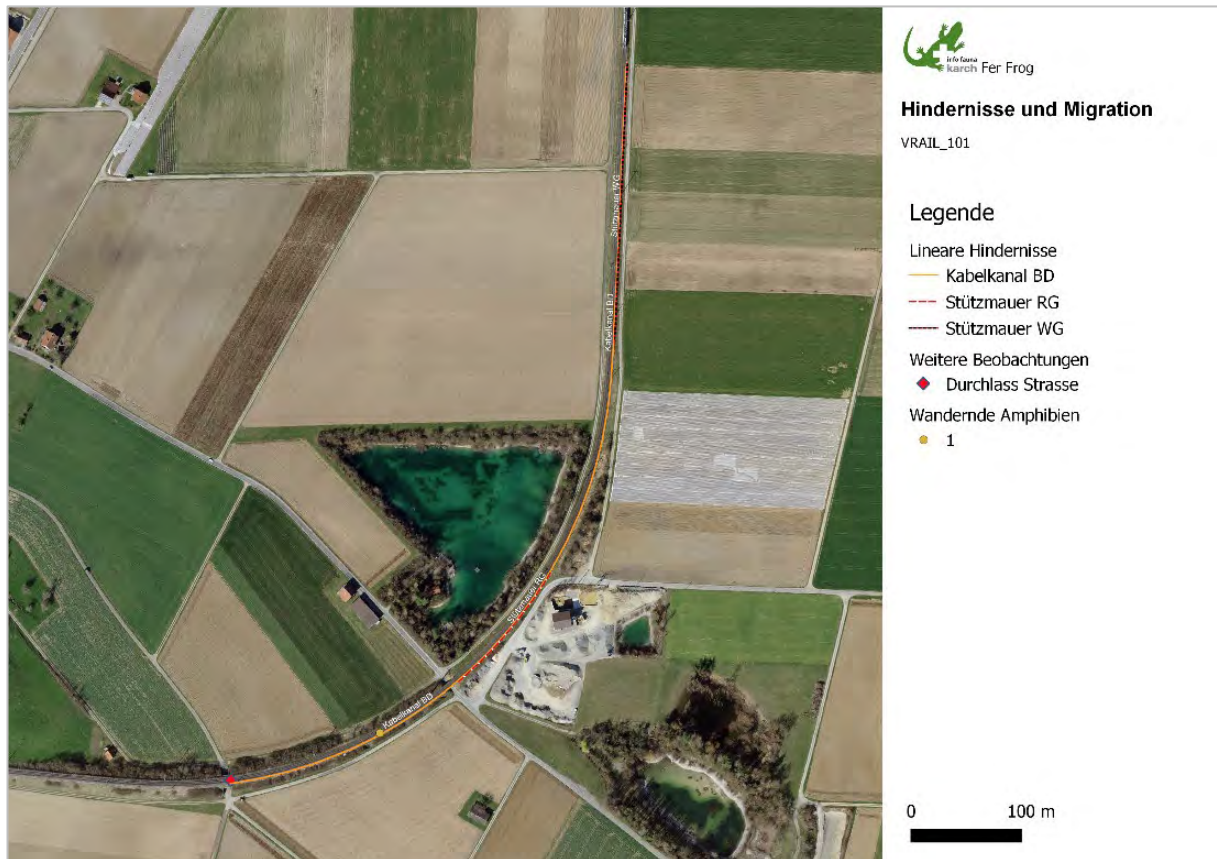 info fauna
karch Fer Frog
Hindernisse und Migration
VRAIL_101
Legende
Lineare Hindernisse
Kabelkanal BD
Stützmauer RG
Stützmauer WG
Weitere Beobachtungen
Durchlass Strasse
Wandernde Amphibien
1
0 100 m
Stützmauer WG
Kabelkanal BD
Stützmauer RG
Kabelkanal BD